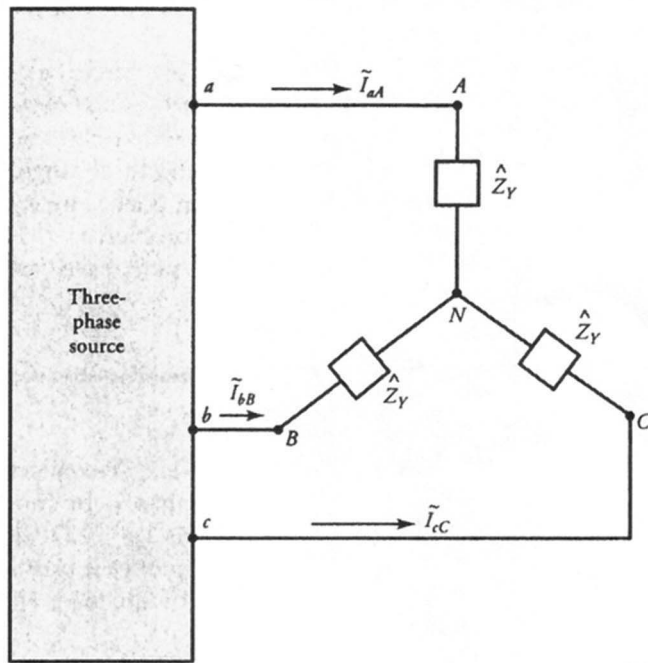 a
Ĩ_aA
A
Ẑ_Y
Three-
phase
source
N
Ẑ_Y
Ĩ_bB
Ẑ_Y
b
B
C
c
Ĩ_cC